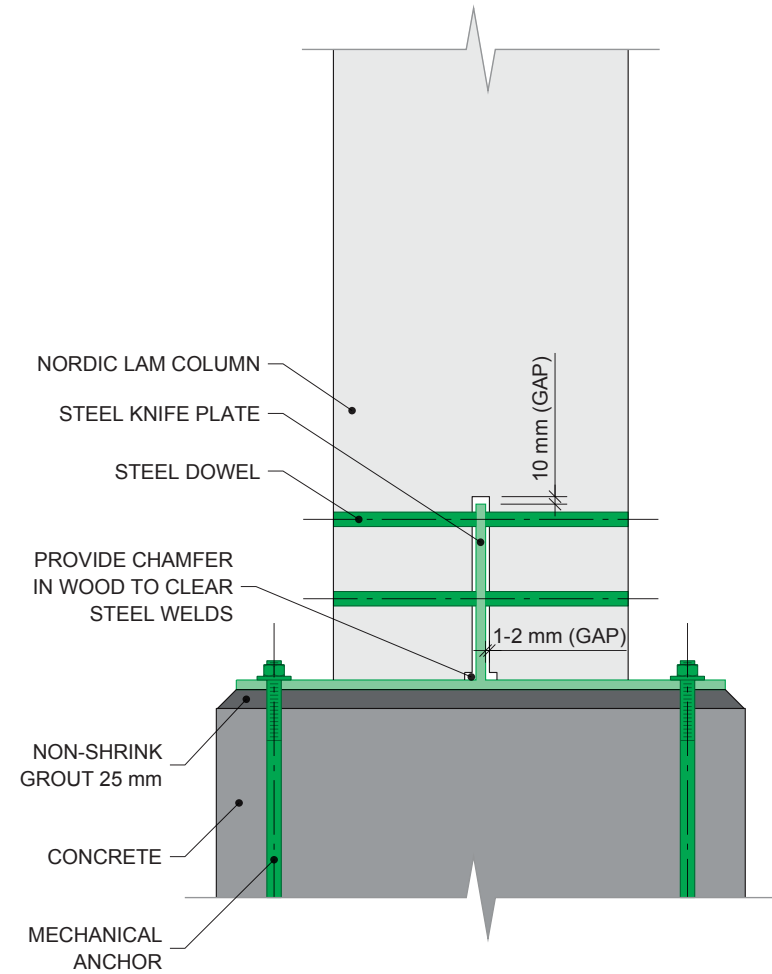 NORDIC LAM COLUMN
STEEL KNIFE PLATE
STEEL DOWEL
10 mm (GAP)
PROVIDE CHAMFER
IN WOOD TO CLEAR
STEEL WELDS
1-2 mm (GAP)
NON-SHRINK
GROUT 25 mm
CONCRETE
MECHANICAL
ANCHOR